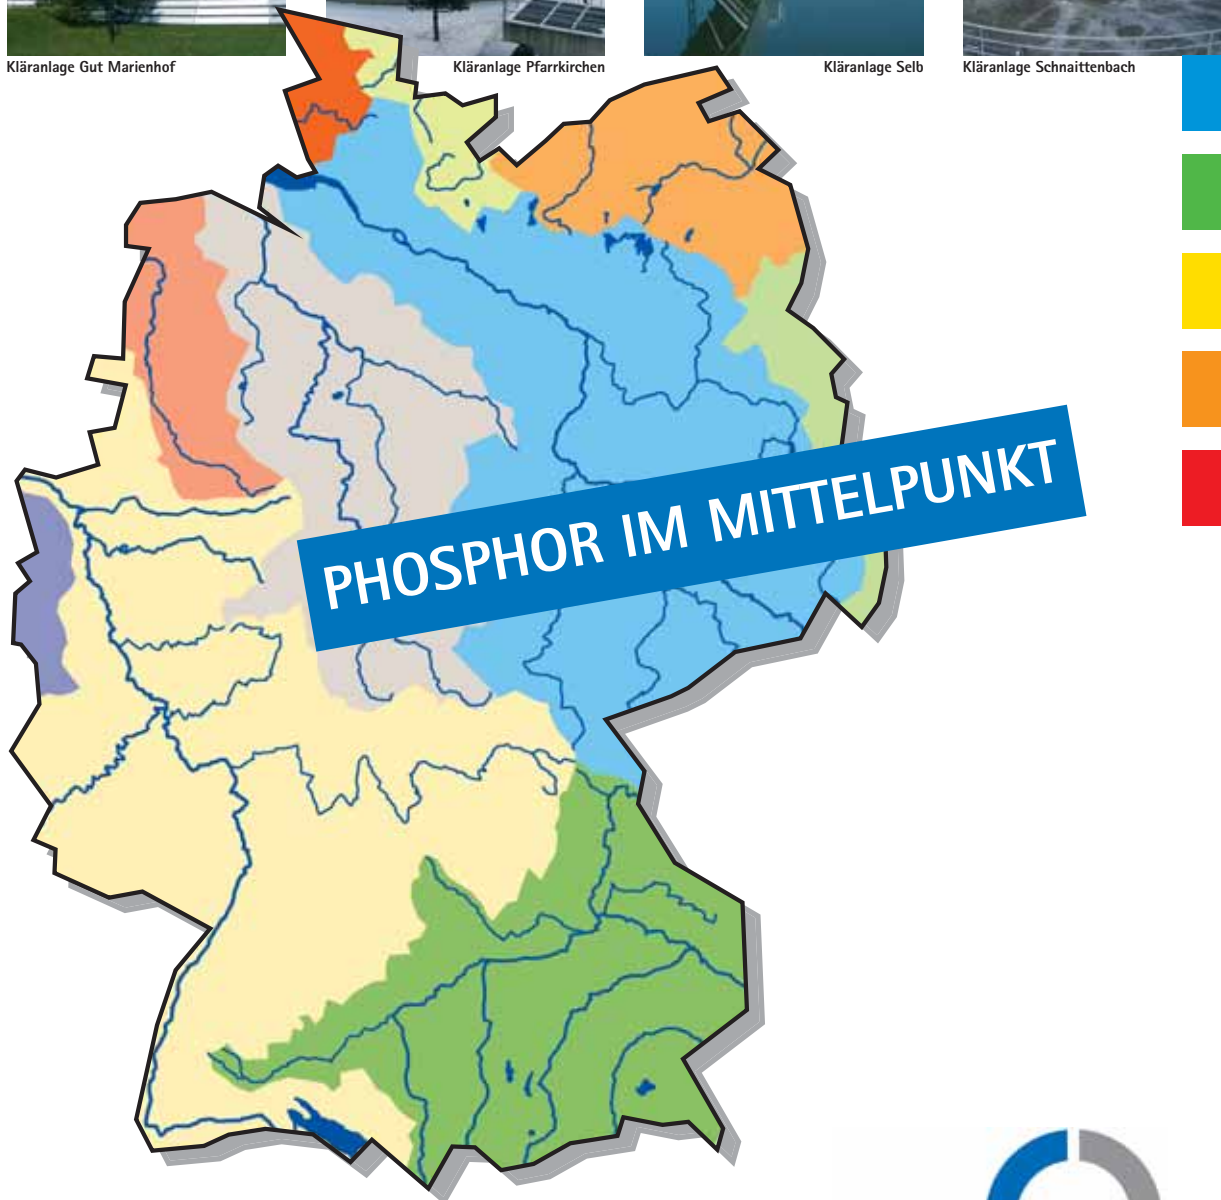 Kläranlage Gut Marienhof
Kläranlage Pfarrkirchen
Kläranlage Selb
Kläranlage Schnaittenbach
PHOSPHOR IM MITTELPUNKT